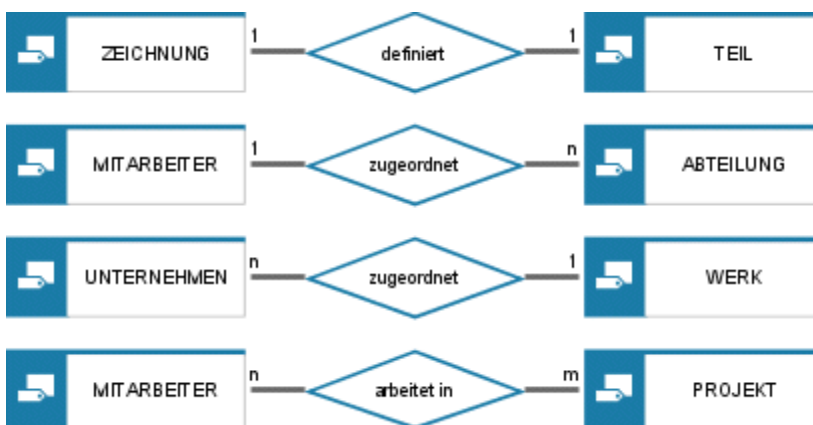 ZEICHNUNG 1 definiert 1 TEIL
MITARBEITER 1 zugeordnet n ABTEILUNG
UNTERNEHMEN n zugeordnet 1 WERK
MITARBEITER n arbeitet in m PROJEKT